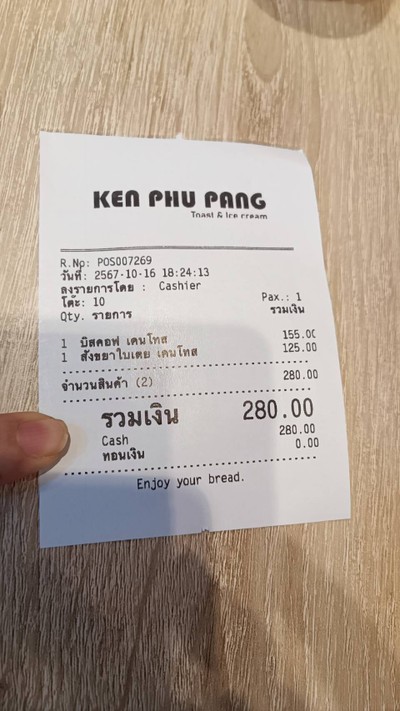 KEN PHU PANG
Toast & Ice cream
R.No: POS007269
วันที่: 2567-10-16 18:24:13
ลงรายการโดย : Cashier
โต๊ะ: 10 Pax.: 1
Qty. รายการ รวมเงิน
1 บิสคอฟ เคนโทส 155.00
1 สังขยาใบเตย เคนโทส 125.00
จำนวนสินค้า (2) 280.00
รวมเงิน 280.00
Cash 280.00
ทอนเงิน 0.00
Enjoy your bread.